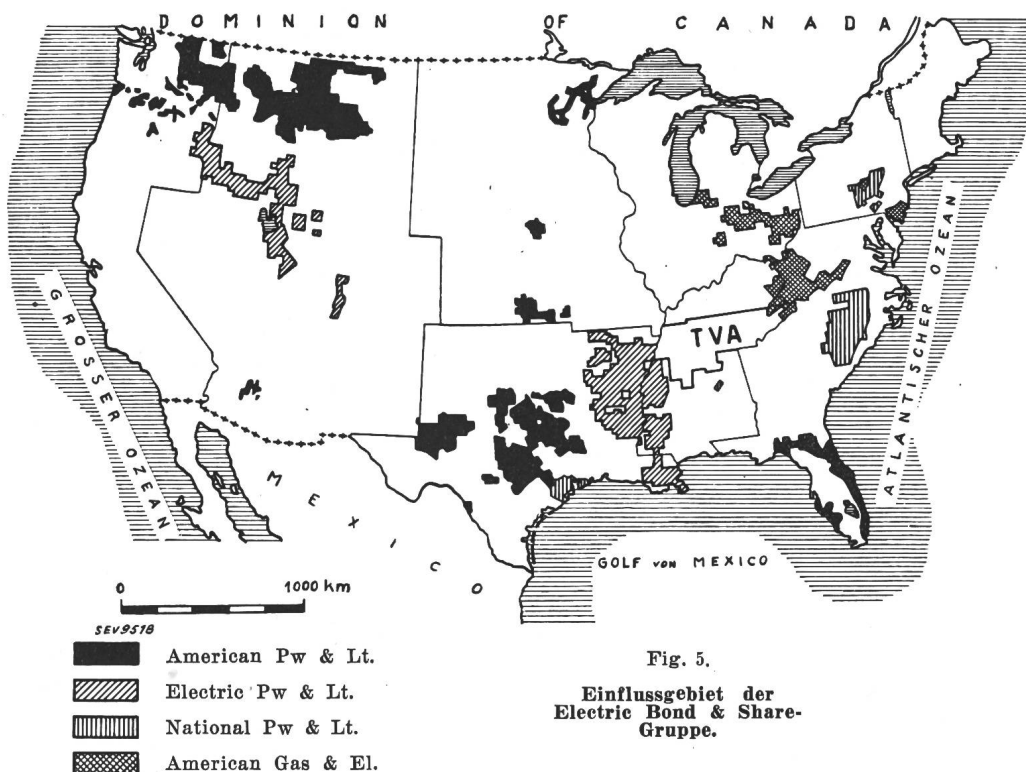 DOMINION OF CANADA
A
TVA
GROSSER OZEAN
ATLANTISCHER OZEAN
MEXICO
GOLF VON MEXICO
0 1000 km
SEV9518
American Pw & Lt.
Electric Pw & Lt.
National Pw & Lt.
American Gas & El.
Fig. 5.
Einflussgebiet der
Electric Bond & Share-
Gruppe.